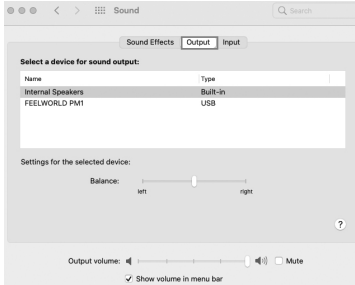 Sound
Search
Sound Effects Output Input
Select a device for sound output:
Name Type
Internal Speakers Built-in
FEELWORLD PM1 USB
Settings for the selected device:
Balance:
left right
?
Output volume: Mute
Show volume in menu bar